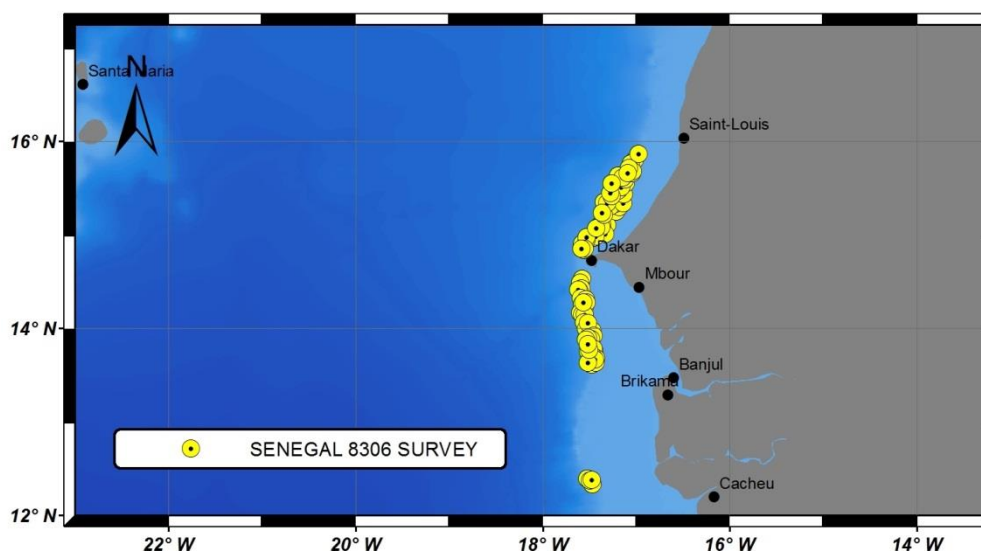 N
Santa Maria
16° N
Saint-Louis
Dakar
Mbour
14° N
Banjul
Brikama
SENEGAL 8306 SURVEY
Cacheu
12° N
22° W
20° W
18° W
16° W
14° W